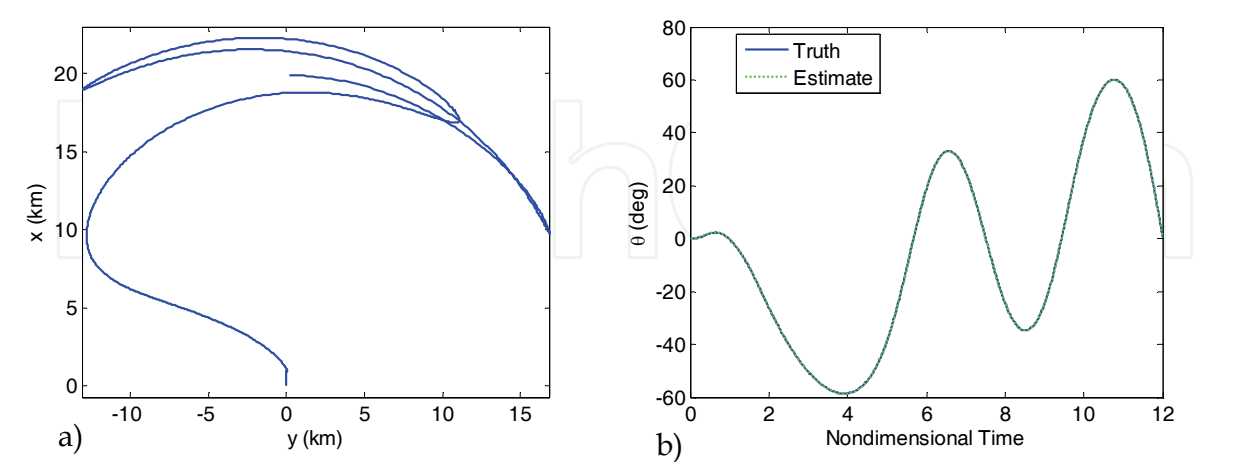 20
15
10
5
0
x (km)
-10 -5 0 5 10 15
y (km)
a)
80
60
40
20
0
-20
-40
-60
θ (deg)
Truth
Estimate
0 2 4 6 8 10 12
Nondimensional Time
b)